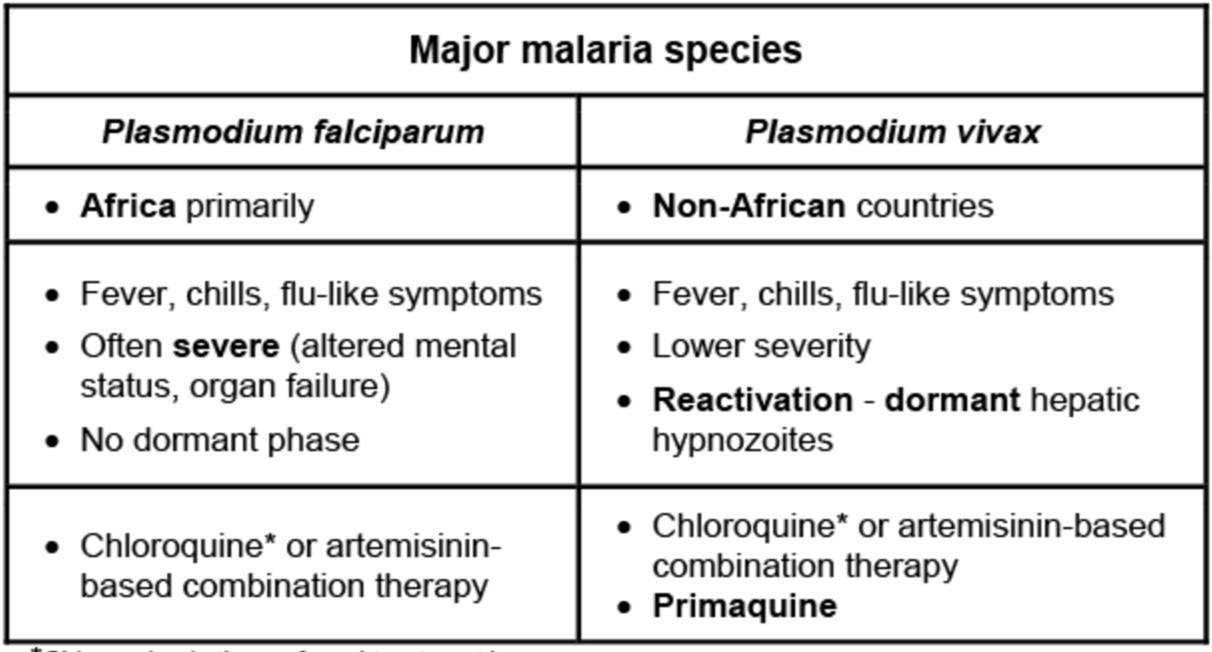 Major malaria species
Plasmodium falciparum
Plasmodium vivax
• Africa primarily
• Non-African countries
• Fever, chills, flu-like symptoms
• Often severe (altered mental
status, organ failure)
• No dormant phase
• Fever, chills, flu-like symptoms
• Lower severity
• Reactivation - dormant hepatic
hypnozoites
• Chloroquine* or artemisinin-
based combination therapy
• Chloroquine* or artemisinin-based
combination therapy
• Primaquine